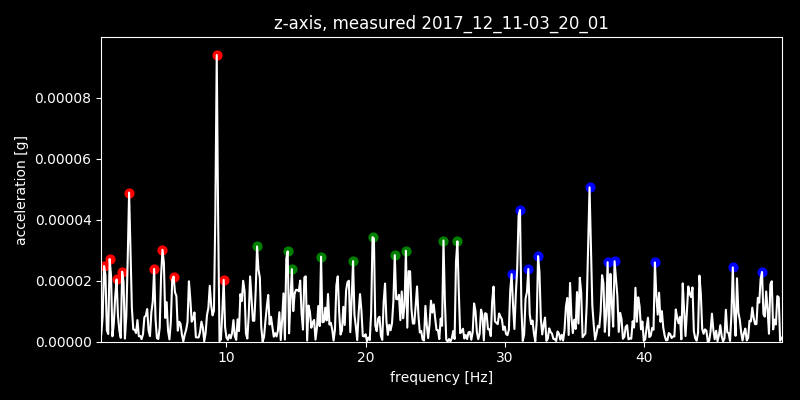 z-axis, measured 2017_12_11-03_20_01
0.00008
0.00006
0.00004
0.00002
0.00000
acceleration [g]
10 20 30 40
frequency [Hz]